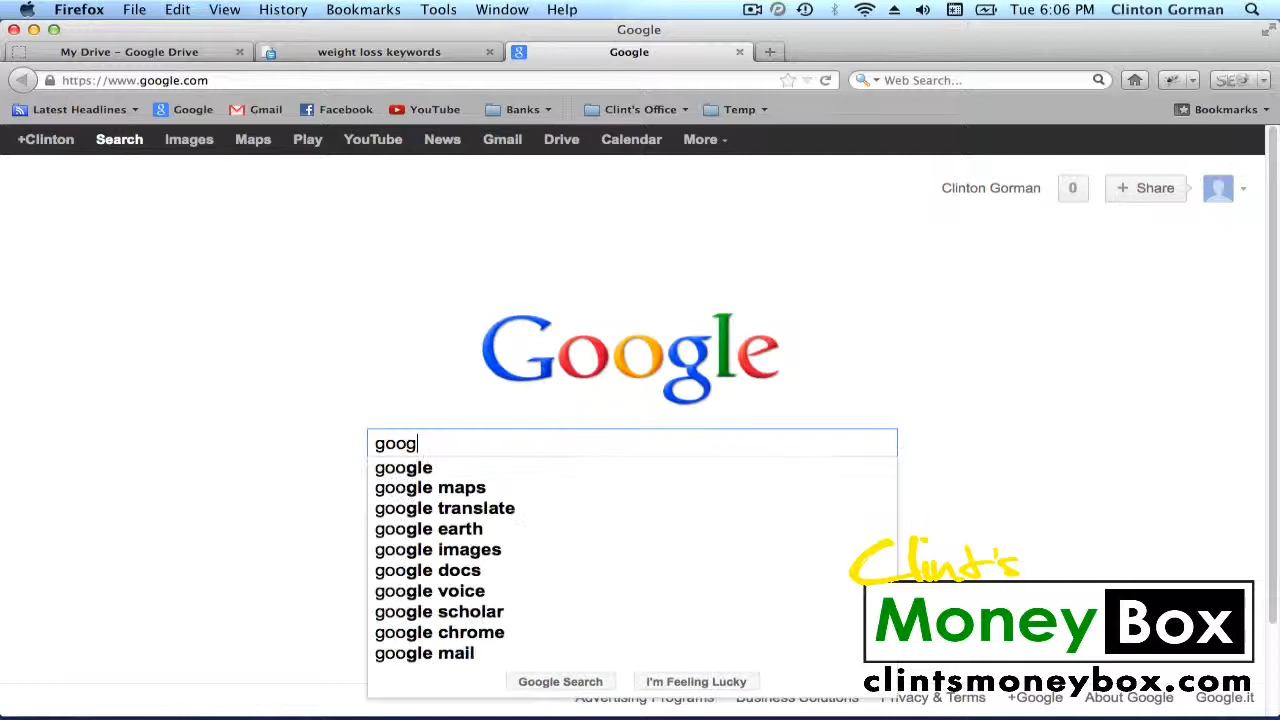 Firefox File Edit View History Bookmarks Tools Window Help Tue 6:06 PM Clinton Gorman
Google
My Drive – Google Drive weight loss keywords Google
https://www.google.com Web Search...
Latest Headlines Google Gmail Facebook YouTube Banks Clint's Office Temp Bookmarks
+Clinton Search Images Maps Play YouTube News Gmail Drive Calendar More
Clinton Gorman 0 + Share
Google
goog
google
google maps
google translate
google earth
google images
google docs
google voice
google scholar
google chrome
google mail
Google Search I'm Feeling Lucky
Clint's
Money Box
clintsmoneybox.com
Advertising Programs Business Solutions Privacy & Terms +Google About Google Google.it